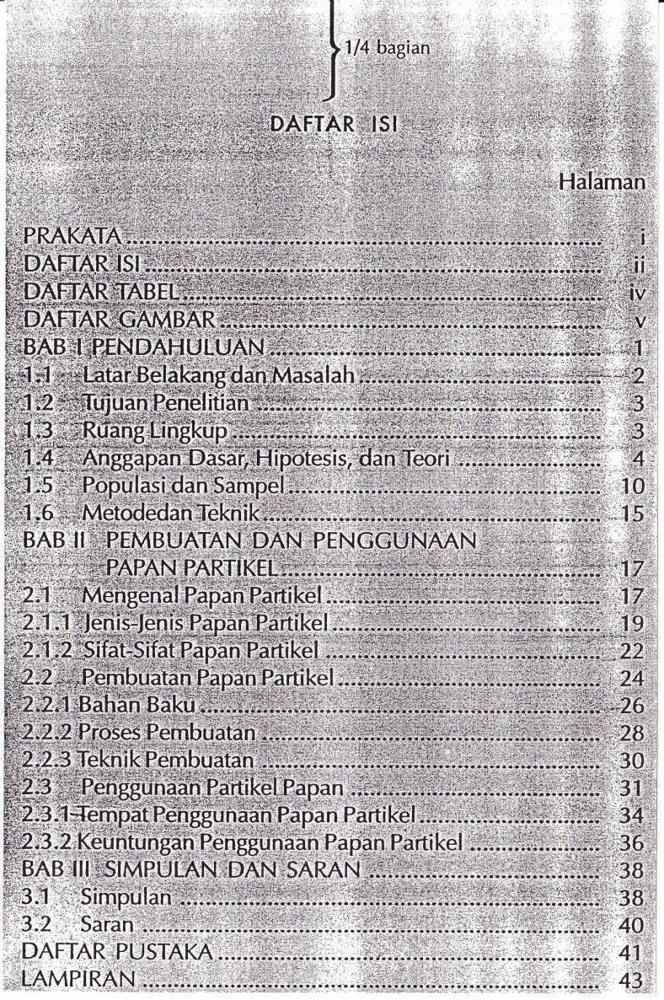 1/4 bagian
DAFTAR ISI
Halaman
PRAKATA ........ i
DAFTAR ISI ........ ii
DAFTAR TABEL ........ iv
DAFTAR GAMBAR ........ v
BAB I PENDAHULUAN ........ 1
1.1 Latar Belakang dan Masalah ........ 2
1.2 Tujuan Penelitian ........ 3
1.3 Ruang Lingkup ........ 3
1.4 Anggapan Dasar, Hipotesis, dan Teori ........ 4
1.5 Populasi dan Sampel ........ 10
1.6 Metodedan Teknik ........ 15
BAB II PEMBUATAN DAN PENGGUNAAN
PAPAN PARTIKEL ........ 17
2.1 Mengenal Papan Partikel ........ 17
2.1.1 Jenis-Jenis Papan Partikel ........ 19
2.1.2 Sifat-Sifat Papan Partikel ........ 22
2.2 Pembuatan Papan Partikel ........ 24
2.2.1 Bahan Baku ........ 26
2.2.2 Proses Pembuatan ........ 28
2.2.3 Teknik Pembuatan ........ 30
2.3 Penggunaan Partikel Papan ........ 31
2.3.1 Tempat Penggunaan Papan Partikel ........ 34
2.3.2 Keuntungan Penggunaan Papan Partikel ........ 36
BAB III SIMPULAN DAN SARAN ........ 38
3.1 Simpulan ........ 38
3.2 Saran ........ 40
DAFTAR PUSTAKA ........ 41
LAMPIRAN ........ 43